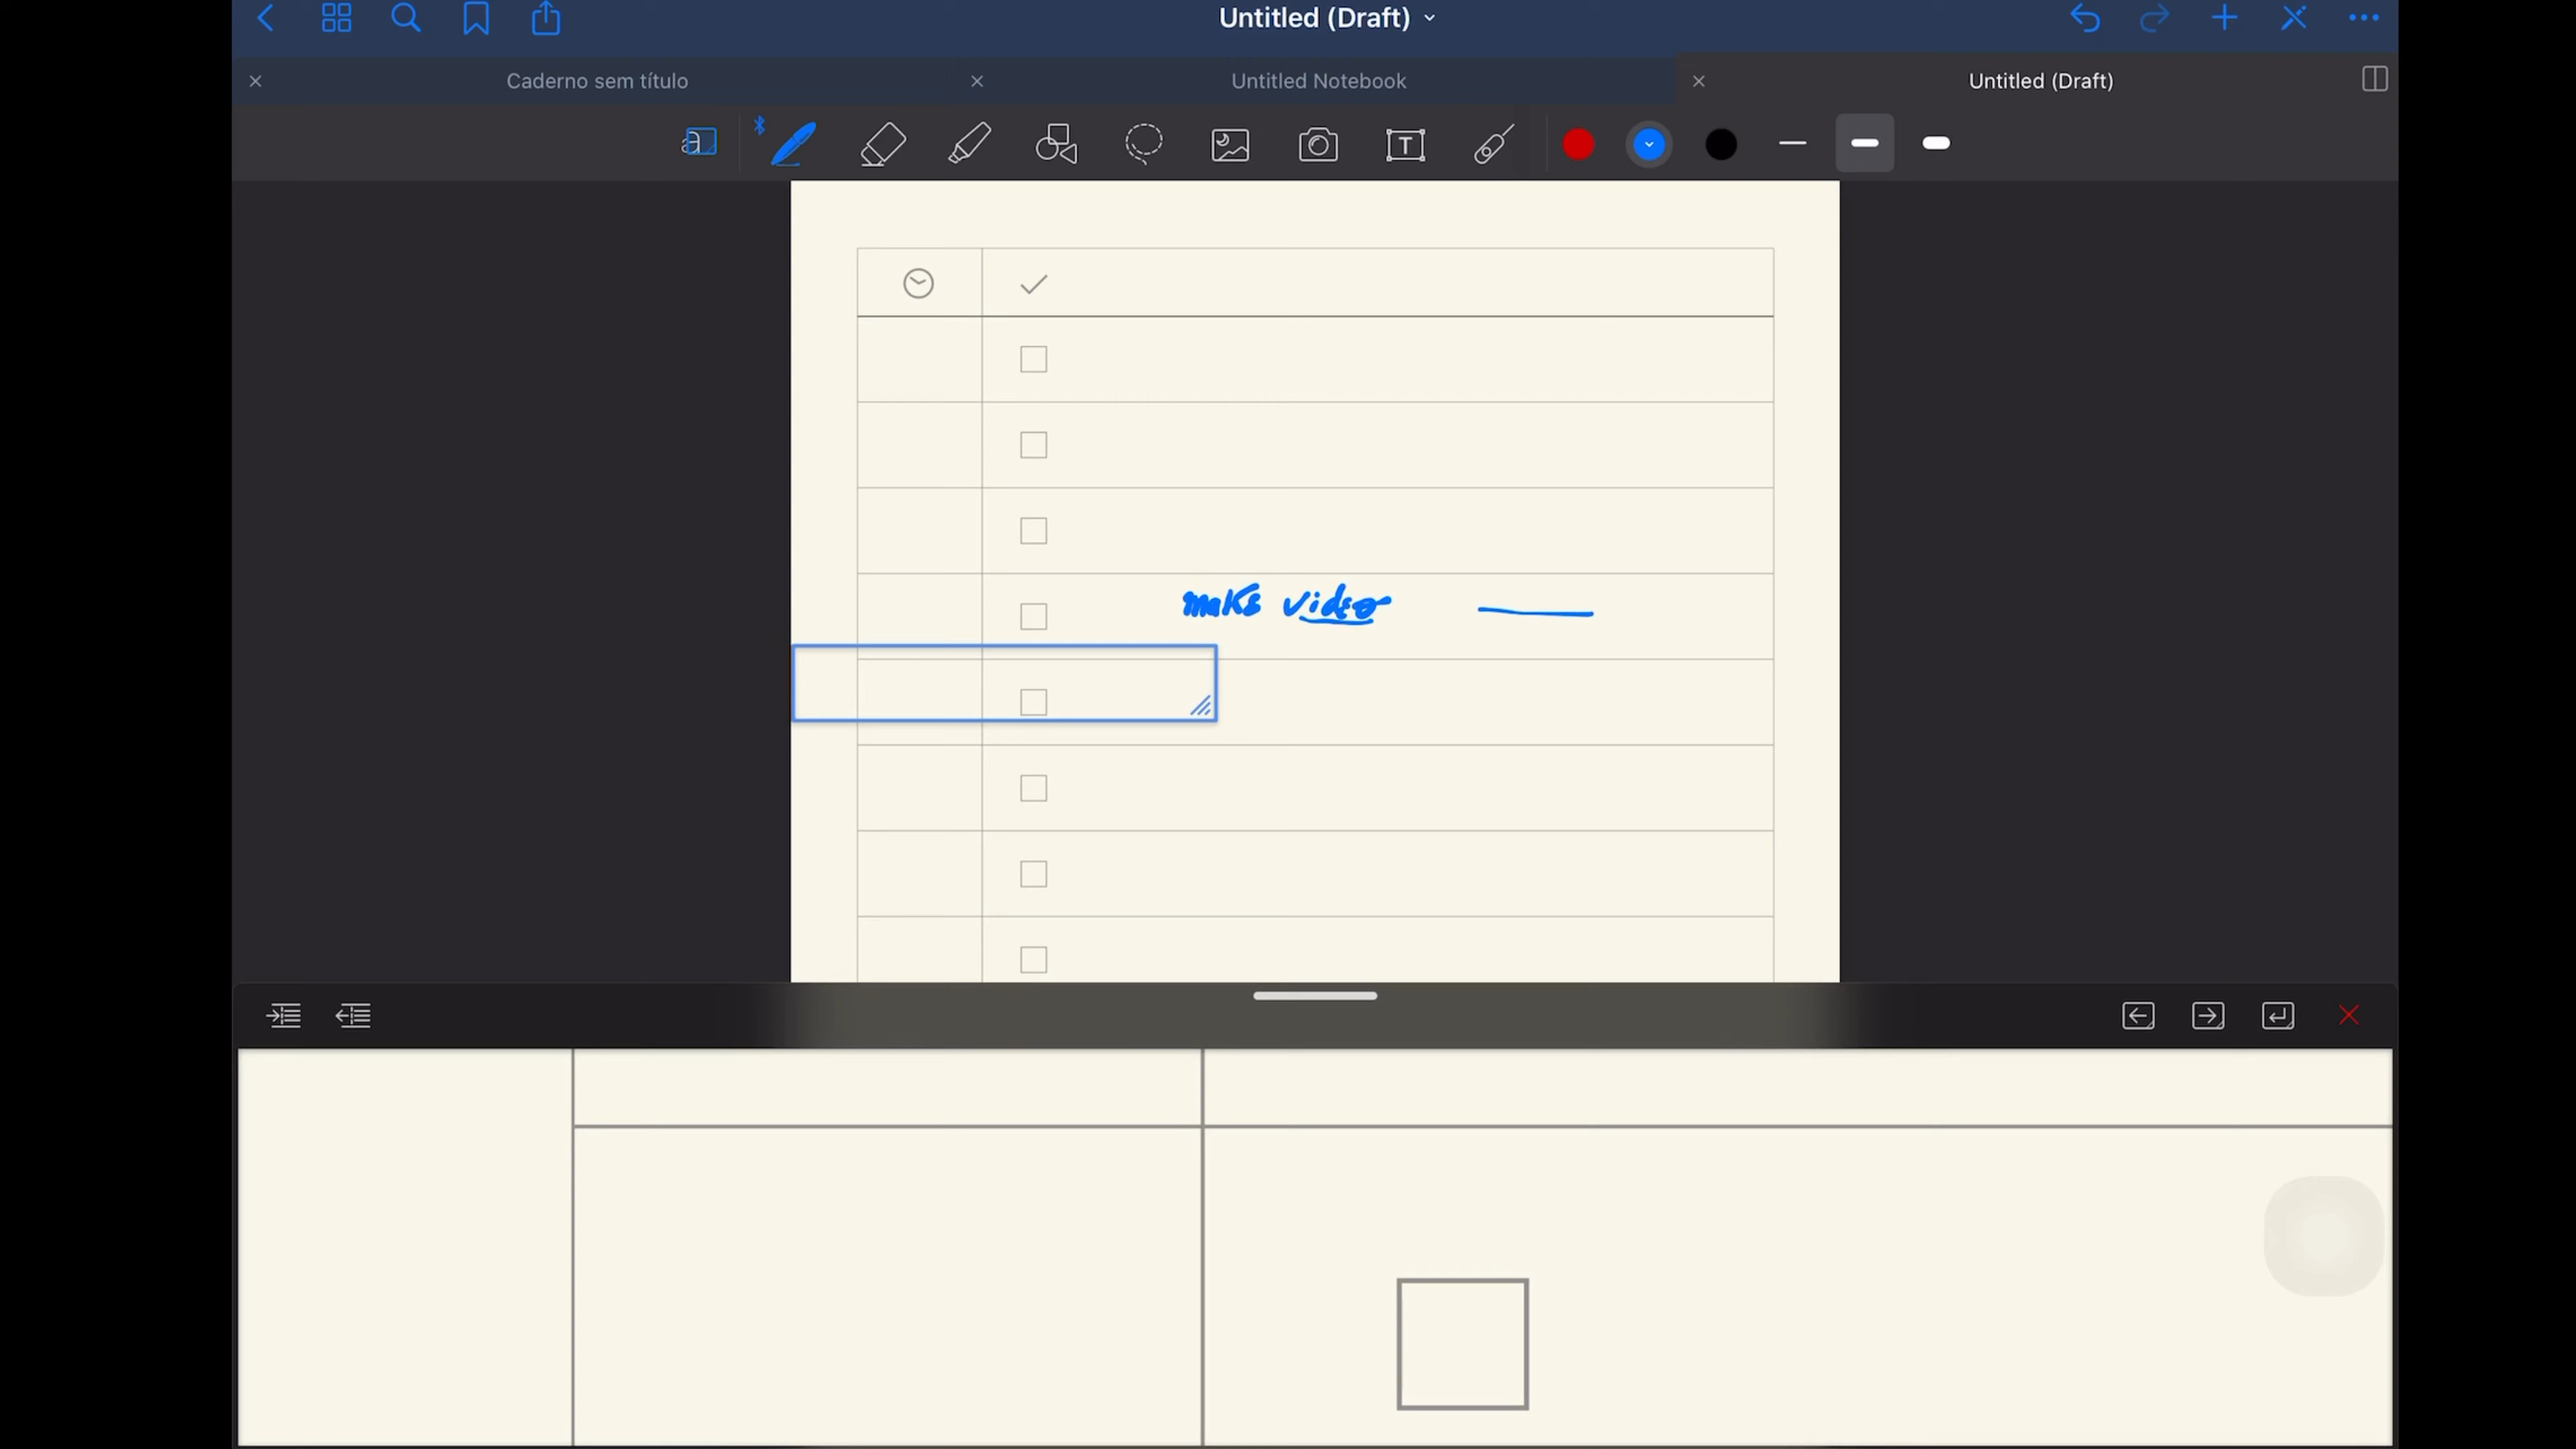 Untitled (Draft)
Caderno sem título
Untitled Notebook
Untitled (Draft)
a
T
make video